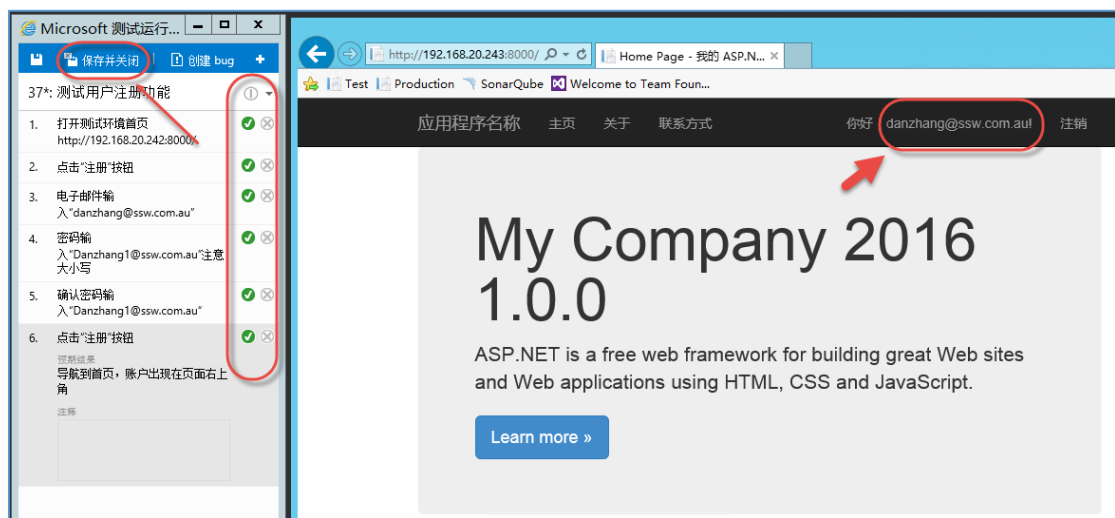 Microsoft 测试运行...
保存并关闭
创建 bug
37*: 测试用户注册功能
1. 打开测试环境首页
http://192.168.20.242:8000/
2. 点击"注册"按钮
3. 电子邮件输
入"danzhang@ssw.com.au"
4. 密码输
入"Danzhang1@ssw.com.au"注意
大小写
5. 确认密码输
入"Danzhang1@ssw.com.au"
6. 点击"注册"按钮
预期结果
导航到首页，账户出现在页面右上
角
注释
http://192.168.20.243:8000/
Home Page - 我的 ASP.N...
Test Production SonarQube Welcome to Team Foun...
应用程序名称 主页 关于 联系方式 你好, danzhang@ssw.com.au! 注销
My Company 2016
1.0.0
ASP.NET is a free web framework for building great Web sites
and Web applications using HTML, CSS and JavaScript.
Learn more »